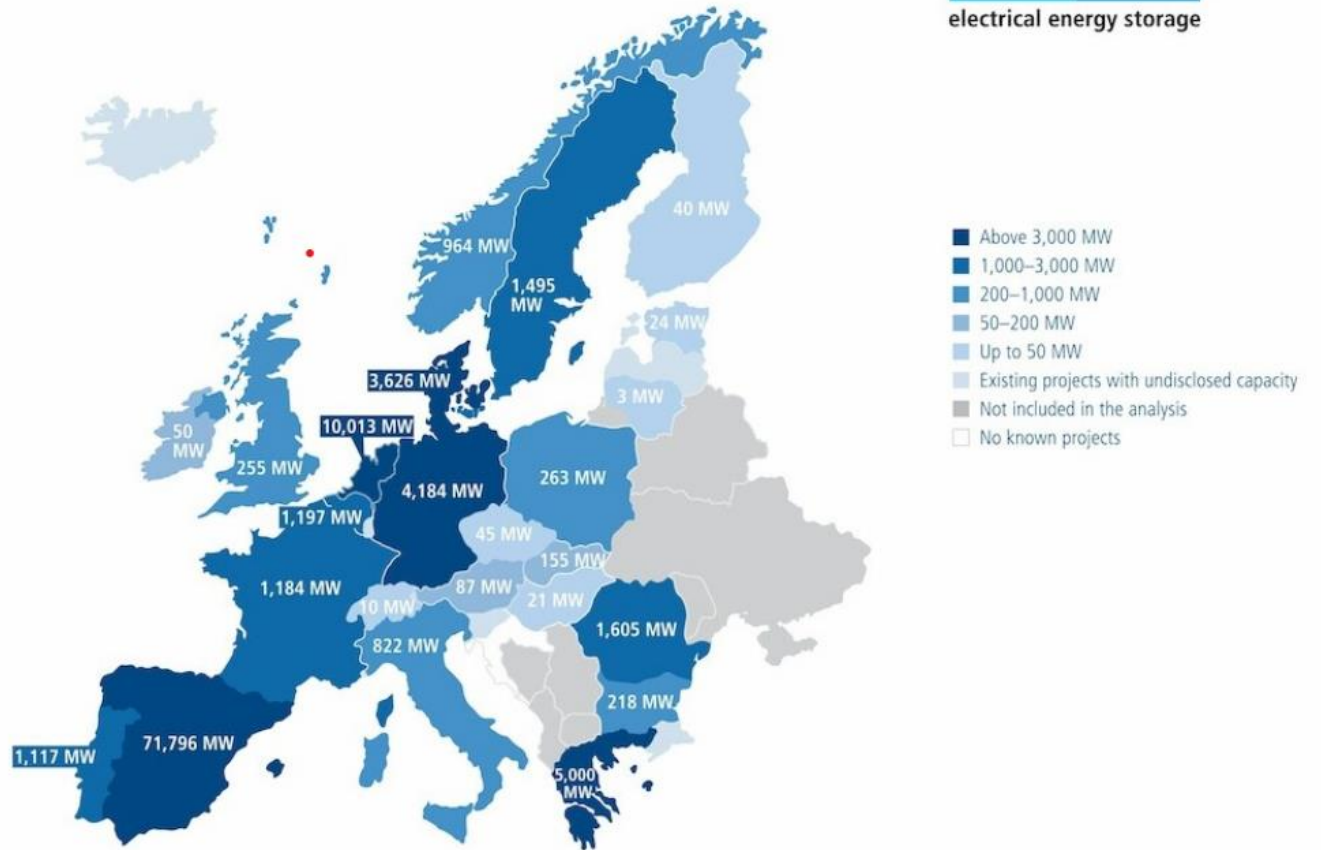 electrical energy storage
Above 3,000 MW
1,000–3,000 MW
200–1,000 MW
50–200 MW
Up to 50 MW
Existing projects with undisclosed capacity
Not included in the analysis
No known projects
40 MW
964 MW
1,495
MW
24 MW
3,626 MW
3 MW
10,013 MW
50
MW
255 MW
4,184 MW
263 MW
1,197 MW
45 MW
155 MW
1,184 MW
87 MW
10 MW
21 MW
1,605 MW
822 MW
218 MW
71,796 MW
1,117 MW
5,000
MW